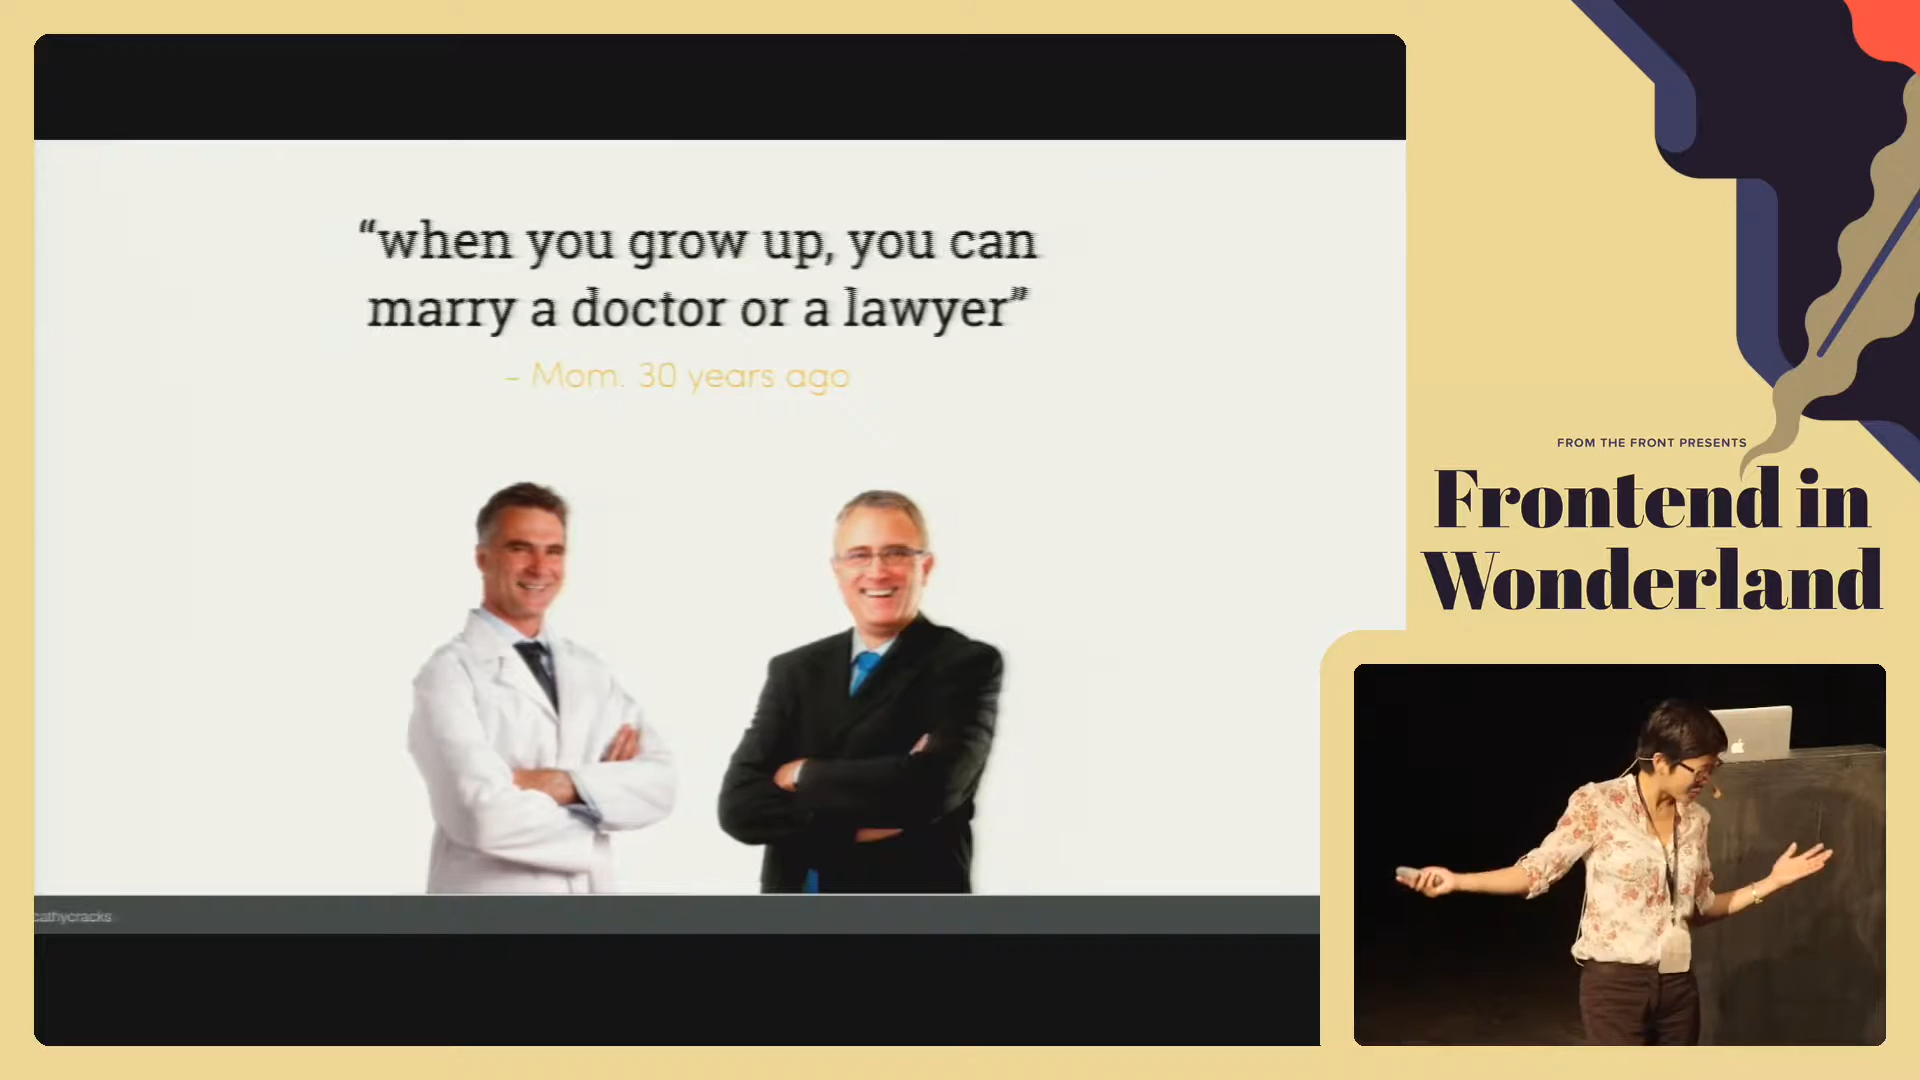 “when you grow up, you can
marry a doctor or a lawyer”
– Mom. 30 years ago
cathycracks
FROM THE FRONT PRESENTS
Frontend in
Wonderland